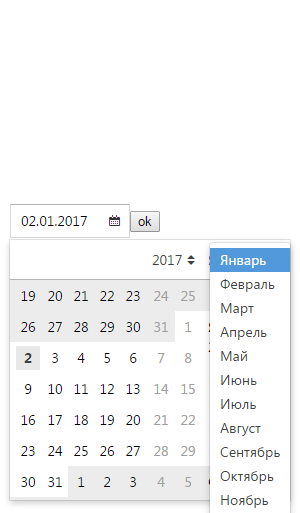 02.01.2017 ok
2017
19 20 21 22 23 24 25
26 27 28 29 30 31 1
2 3 4 5 6 7 8
9 10 11 12 13 14 15
16 17 18 19 20 21 22
23 24 25 26 27 28 29
30 31 1 2 3 4 5
Январь
Февраль
Март
Апрель
Май
Июнь
Июль
Август
Сентябрь
Октябрь
Ноябрь